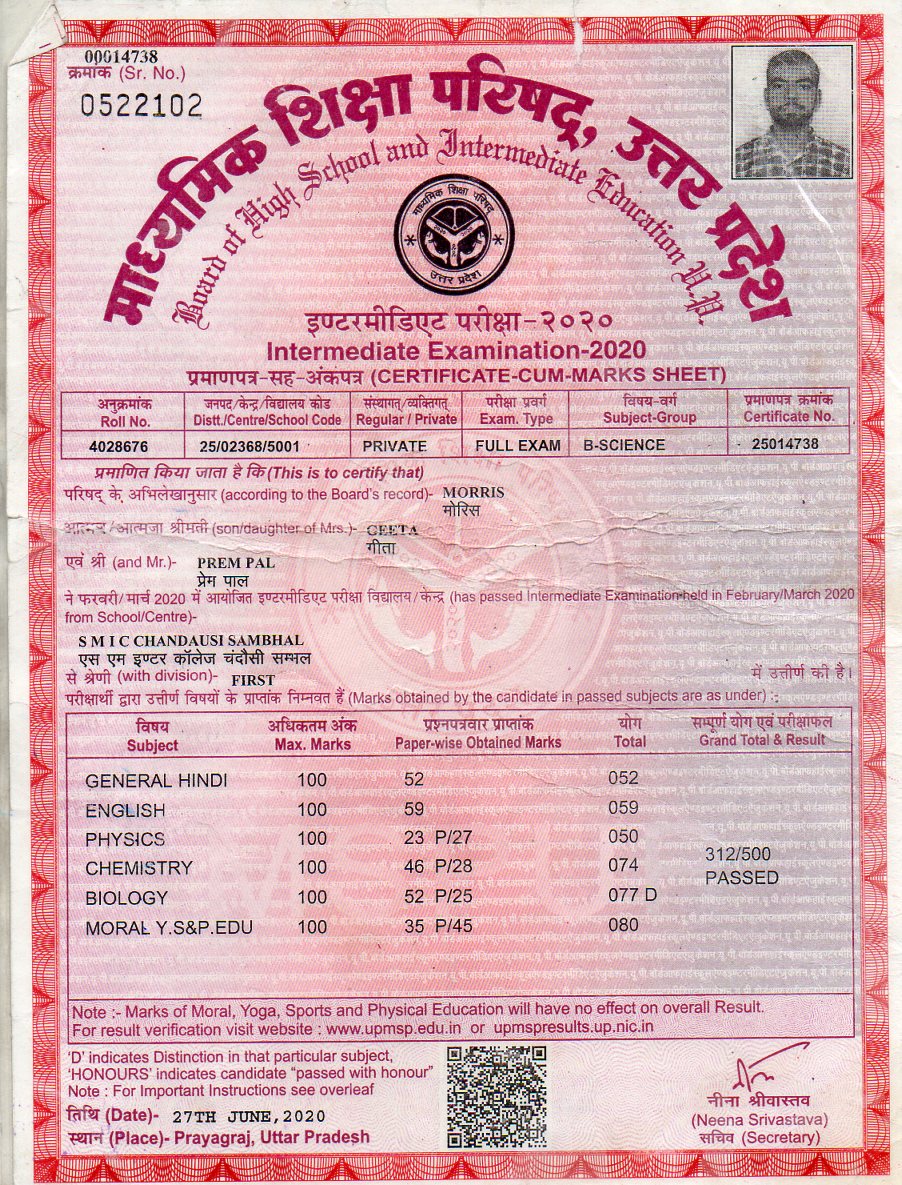 00014738
क्रमांक (Sr. No.)
0522102
माध्यमिक शिक्षा परिषद्, उत्तर प्रदेश
Board of High School and Intermediate Education U.P.
माध्यमिक शिक्षा परिषद्
उत्तर प्रदेश
इण्टरमीडिएट परीक्षा-२०२०
Intermediate Examination-2020
प्रमाणपत्र-सह-अंकपत्र (CERTIFICATE-CUM-MARKS SHEET)
अनुक्रमांक जनपद/केन्द्र/विद्यालय कोड संस्थागत्/व्यक्तिगत् परीक्षा प्रवर्ग विषय-वर्ग प्रमाणपत्र क्रमांक
Roll No. Distt./Centre/School Code Regular / Private Exam. Type Subject-Group Certificate No.
4028676 25/02368/5001 PRIVATE FULL EXAM B-SCIENCE 25014738
प्रमाणित किया जाता है कि (This is to certify that)
परिषद के अभिलेखानुसार (according to the Board's record)- MORRIS
मोरिस
आत्मज/आत्मजा श्रीमती (son/daughter of Mrs.)- GEETA
गीता
एवं श्री (and Mr.)- PREM PAL
प्रेम पाल
ने फरवरी/मार्च 2020 में आयोजित इण्टरमीडिएट परीक्षा विद्यालय/केन्द्र (has passed Intermediate Examination held in February/March 2020
from School/Centre)-
S M I C CHANDAUSI SAMBHAL
एस एम इण्टर कॉलेज चंदौसी सम्भल
से श्रेणी (with division)- FIRST में उत्तीर्ण की है।
परीक्षार्थी द्वारा उत्तीर्ण विषयों के प्राप्तांक निम्नवत हैं (Marks obtained by the candidate in passed subjects are as under) :-
विषय अधिकतम अंक प्रश्नपत्रवार प्राप्तांक योग सम्पूर्ण योग एवं परीक्षाफल
Subject Max. Marks Paper-wise Obtained Marks Total Grand Total & Result
GENERAL HINDI 100 52 052
ENGLISH 100 59 059
PHYSICS 100 23 P/27 050
312/500
CHEMISTRY 100 46 P/28 074
PASSED
BIOLOGY 100 52 P/25 077 D
MORAL Y.S&P.EDU 100 35 P/45 080
Note :- Marks of Moral, Yoga, Sports and Physical Education will have no effect on overall Result.
For result verification visit website : www.upmsp.edu.in or upmspresults.up.nic.in
'D' indicates Distinction in that particular subject,
'HONOURS' indicates candidate "passed with honour"
Note : For Important Instructions see overleaf
तिथि (Date)- 27TH JUNE,2020
स्थान (Place)- Prayagraj, Uttar Pradesh
नीना श्रीवास्तव
(Neena Srivastava)
सचिव (Secretary)